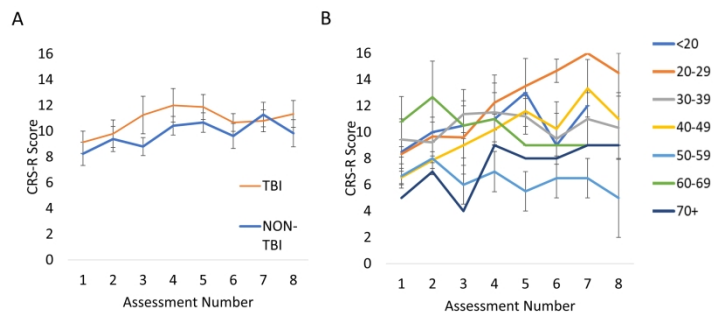 A
16
14
12
10
8
6
4
2
0
CRS-R Score
TBI
NON-
TBI
1 2 3 4 5 6 7 8
Assessment Number
B
16
14
12
10
8
6
4
2
0
CRS-R Score
1 2 3 4 5 6 7 8
Assessment Number
<20
20-29
30-39
40-49
50-59
60-69
70+